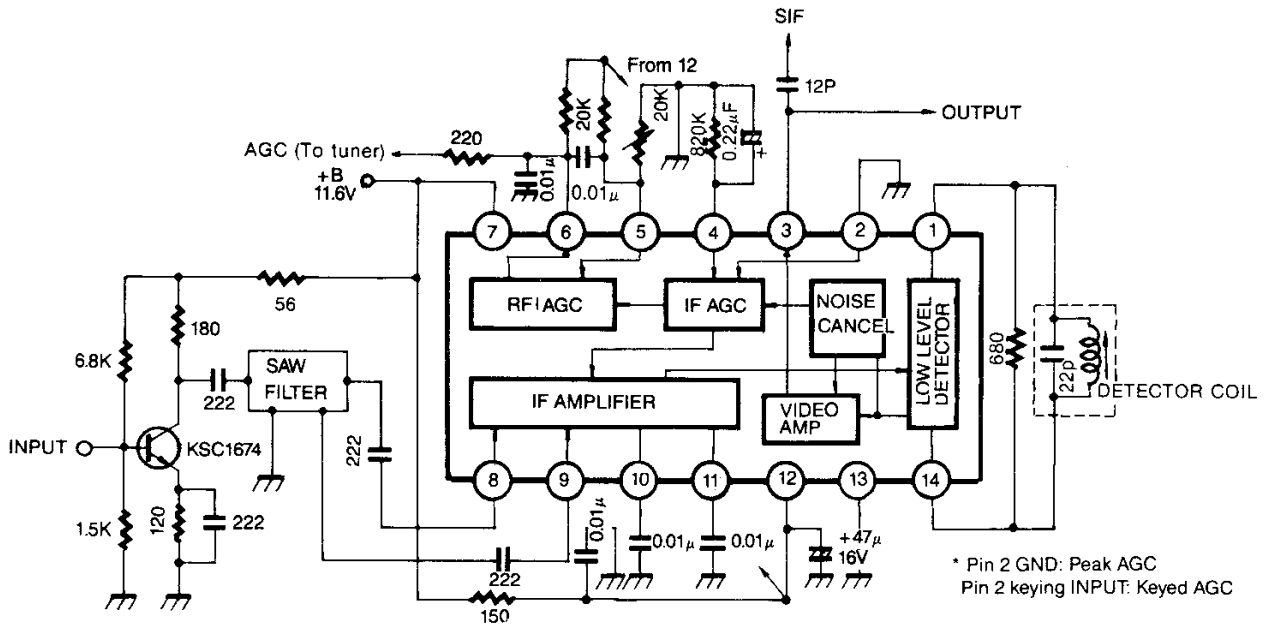 SIF
12P
From 12
20K
20K
820K
0.22µF
+
OUTPUT
220
AGC (To tuner)
+B
11.6V
0.01µ
0.01µ
7
6
5
4
3
2
1
56
180
6.8K
RF AGC
IF AGC
NOISE
CANCEL
LOW LEVEL
DETECTOR
680
22p
DETECTOR COIL
SAW
FILTER
222
IF AMPLIFIER
VIDEO
AMP
INPUT
KSC1674
222
8
9
10
11
12
13
14
1.5K
120
222
0.01µ
0.01µ
0.01µ
+47µ
16V
222
150
* Pin 2 GND: Peak AGC
Pin 2 keying INPUT: Keyed AGC